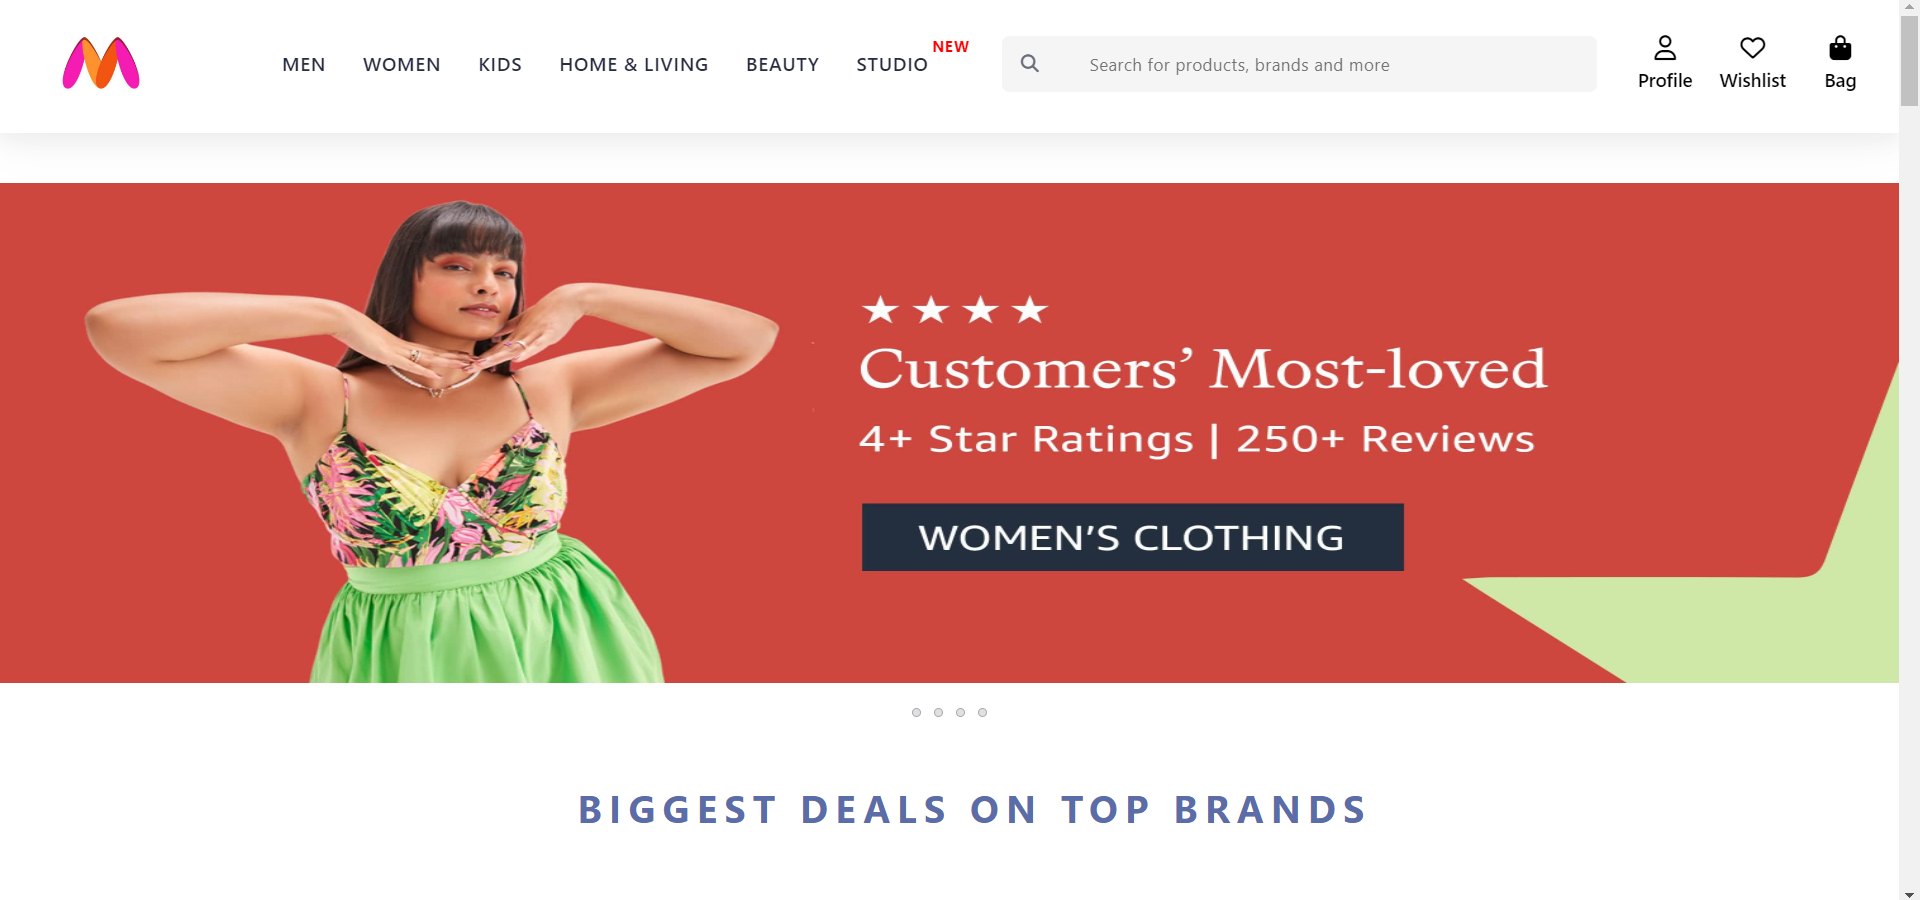 MEN WOMEN KIDS HOME & LIVING BEAUTY STUDIO NEW
Search for products, brands and more
Profile Wishlist Bag
Customers’ Most-loved
4+ Star Ratings | 250+ Reviews
WOMEN’S CLOTHING
BIGGEST DEALS ON TOP BRANDS